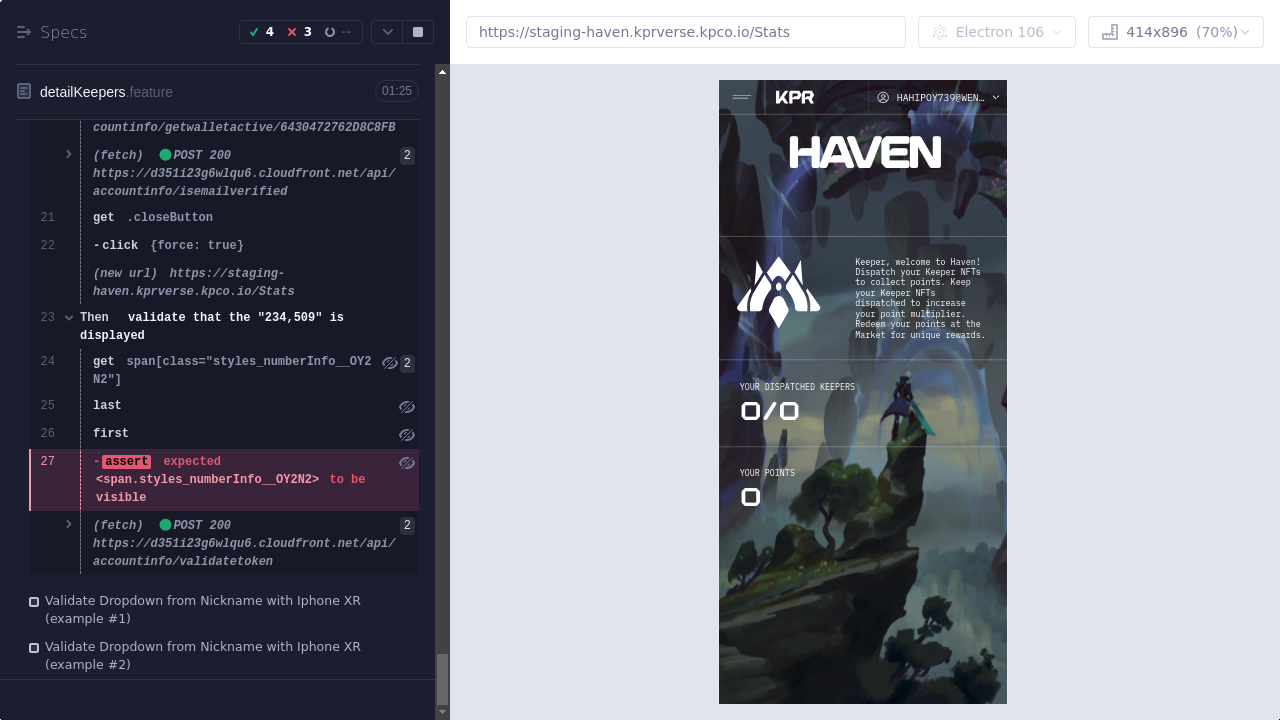 Specs
4
3
--
detailKeepers.feature
01:25
countinfo/getwalletactive/6430472762D8C8FB
(fetch) POST 200
2
https://d351i23g6wlqu6.cloudfront.net/api/
accountinfo/isemailverified
21 get .closeButton
22 -click {force: true}
(new url) https://staging-
haven.kprverse.kpco.io/Stats
23 Then validate that the "234,509" is
displayed
24 get span[class="styles_numberInfo__OY2
N2"]
2
25 last
26 first
27 -assert expected
<span.styles_numberInfo__OY2N2> to be
visible
(fetch) POST 200
2
https://d351i23g6wlqu6.cloudfront.net/api/
accountinfo/validatetoken
Validate Dropdown from Nickname with Iphone XR
(example #1)
Validate Dropdown from Nickname with Iphone XR
(example #2)
https://staging-haven.kprverse.kpco.io/Stats
Electron 106
414x896 (70%)
KPR
HAHIPOY739@WEN…
HAVEN
Keeper, welcome to Haven!
Dispatch your Keeper NFTs
to collect points. Keep
your Keeper NFTs
dispatched to increase
your point multiplier.
Redeem your points at the
Market for unique rewards.
YOUR DISPATCHED KEEPERS
0/0
YOUR POINTS
0